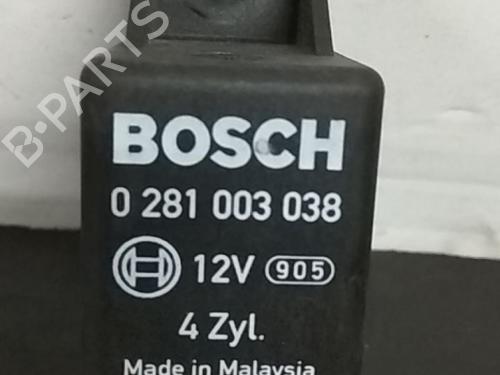 B-PARTS
BOSCH
0 281 003 038
12V 905
4 Zyl.
Made in Malaysia